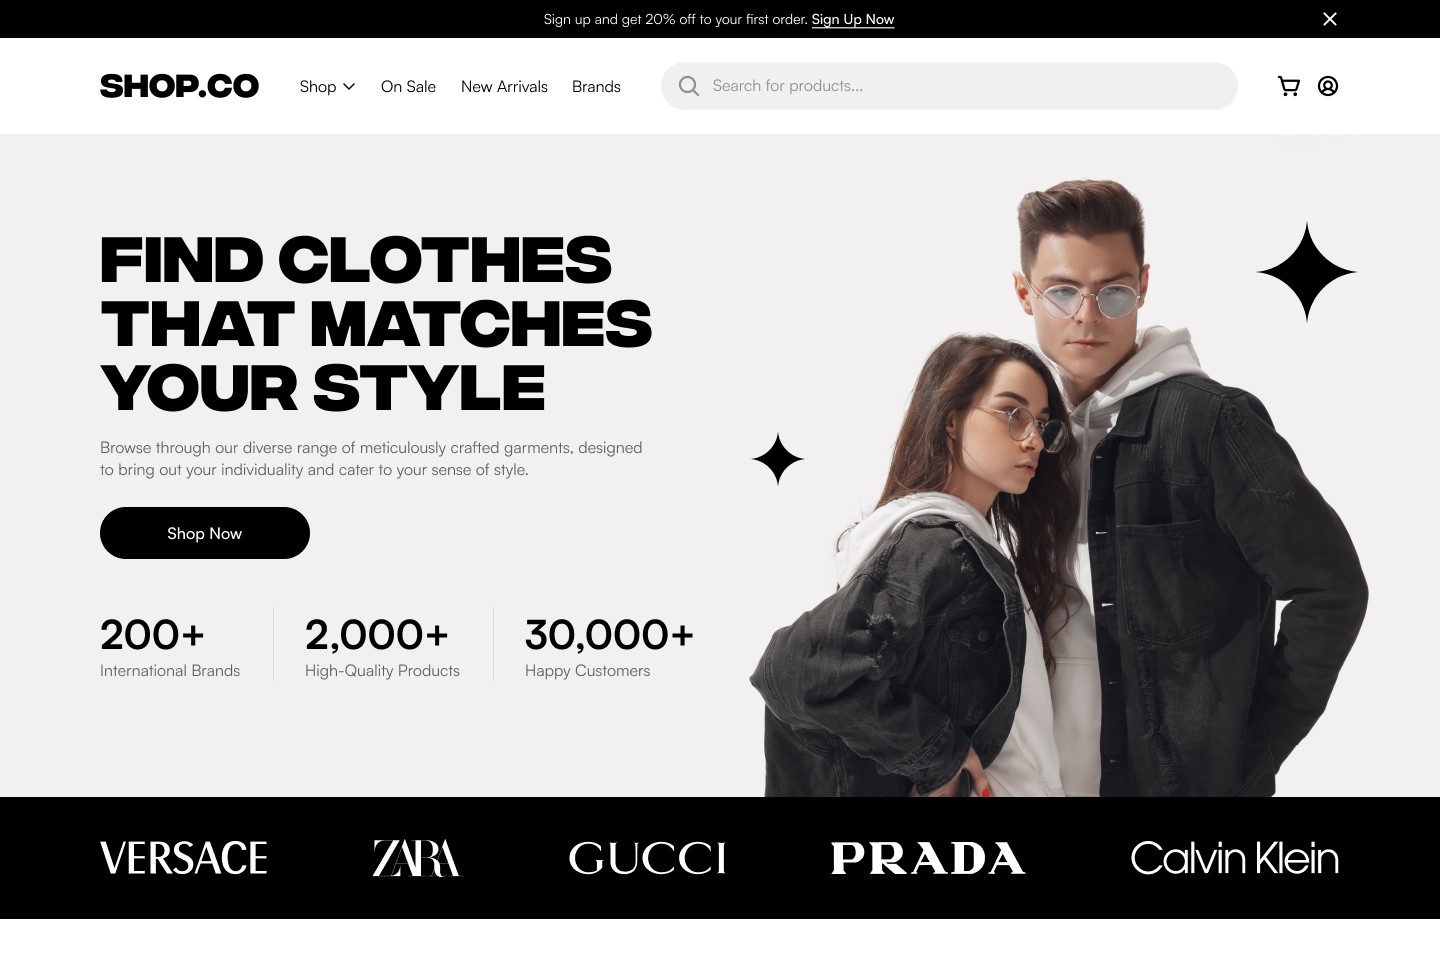 Sign up and get 20% off to your first order. Sign Up Now
SHOP.CO
Shop
On Sale
New Arrivals
Brands
Search for products...
FIND CLOTHES
THAT MATCHES
YOUR STYLE
Browse through our diverse range of meticulously crafted garments, designed
to bring out your individuality and cater to your sense of style.
Shop Now
200+
International Brands
2,000+
High-Quality Products
30,000+
Happy Customers
VERSACE
ZARA
GUCCI
PRADA
Calvin Klein